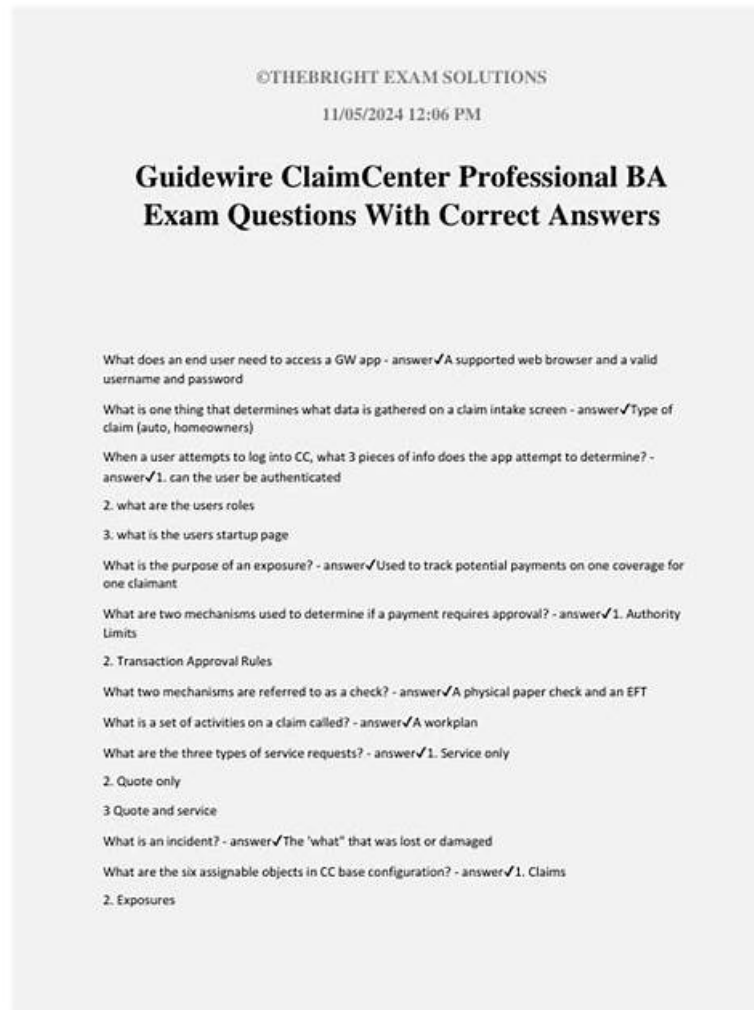 ©THEBRIGHT EXAM SOLUTIONS
11/05/2024 12:06 PM
Guidewire ClaimCenter Professional BA
Exam Questions With Correct Answers
What does an end user need to access a GW app - answer✔A supported web browser and a valid
username and password
What is one thing that determines what data is gathered on a claim intake screen - answer✔Type of
claim (auto, homeowners)
When a user attempts to log into CC, what 3 pieces of info does the app attempt to determine? -
answer✔1. can the user be authenticated
2. what are the users roles
3. what is the users startup page
What is the purpose of an exposure? - answer✔Used to track potential payments on one coverage for
one claimant
What are two mechanisms used to determine if a payment requires approval? - answer✔1. Authority
Limits
2. Transaction Approval Rules
What two mechanisms are referred to as a check? - answer✔A physical paper check and an EFT
What is a set of activities on a claim called? - answer✔A workplan
What are the three types of service requests? - answer✔1. Service only
2. Quote only
3 Quote and service
What is an incident? - answer✔The 'what" that was lost or damaged
What are the six assignable objects in CC base configuration? - answer✔1. Claims
2. Exposures